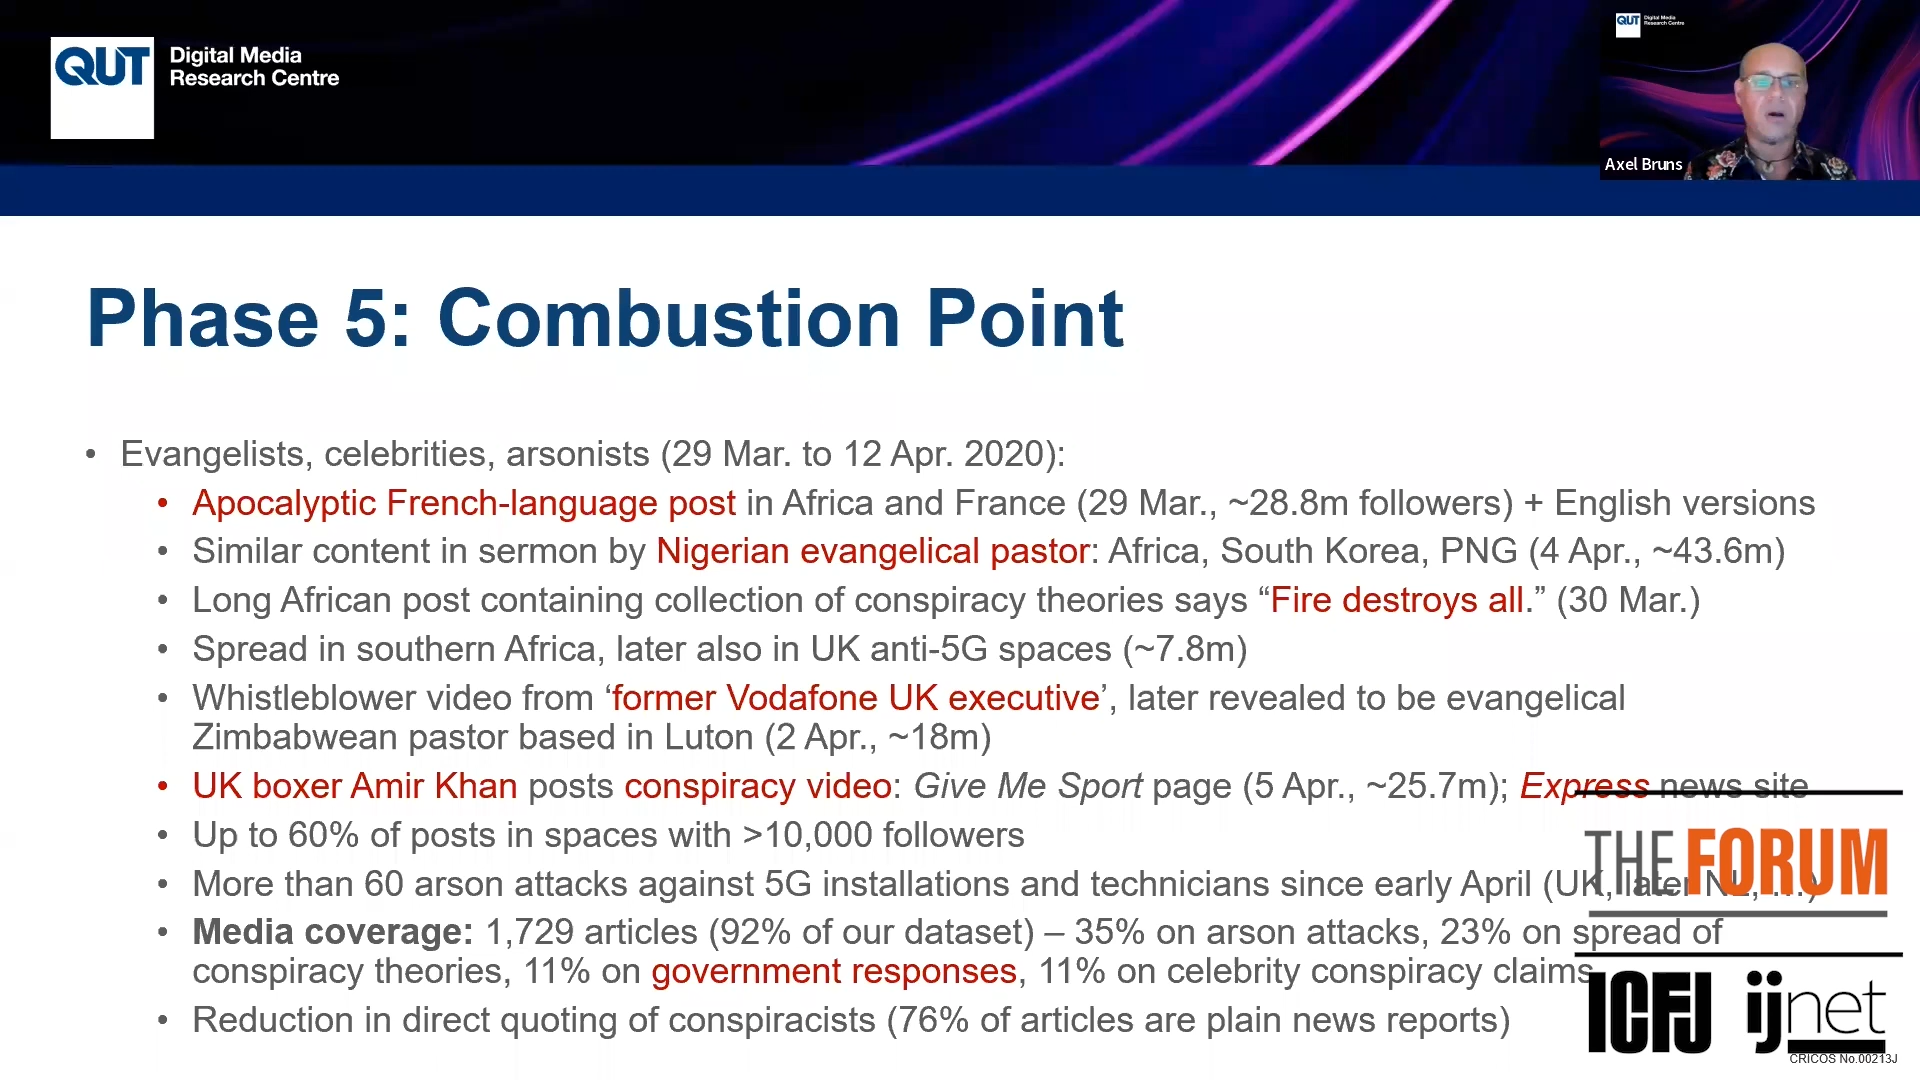 QUT
Digital Media
Research Centre
QUT
Digital Media
Research Centre
Axel Bruns
Phase 5: Combustion Point
• Evangelists, celebrities, arsonists (29 Mar. to 12 Apr. 2020):
• Apocalyptic French-language post in Africa and France (29 Mar., ~28.8m followers) + English versions
• Similar content in sermon by Nigerian evangelical pastor: Africa, South Korea, PNG (4 Apr., ~43.6m)
• Long African post containing collection of conspiracy theories says “Fire destroys all.” (30 Mar.)
• Spread in southern Africa, later also in UK anti-5G spaces (~7.8m)
• Whistleblower video from ‘former Vodafone UK executive’, later revealed to be evangelical
Zimbabwean pastor based in Luton (2 Apr., ~18m)
• UK boxer Amir Khan posts conspiracy video: Give Me Sport page (5 Apr., ~25.7m); Express news site
• Up to 60% of posts in spaces with >10,000 followers
• More than 60 arson attacks against 5G installations and technicians since early April (UK, later NL, …)
• Media coverage: 1,729 articles (92% of our dataset) – 35% on arson attacks, 23% on spread of
conspiracy theories, 11% on government responses, 11% on celebrity conspiracy claims
• Reduction in direct quoting of conspiracists (76% of articles are plain news reports)
THE FORUM
ICFJ ijnet
CRICOS No.00213J